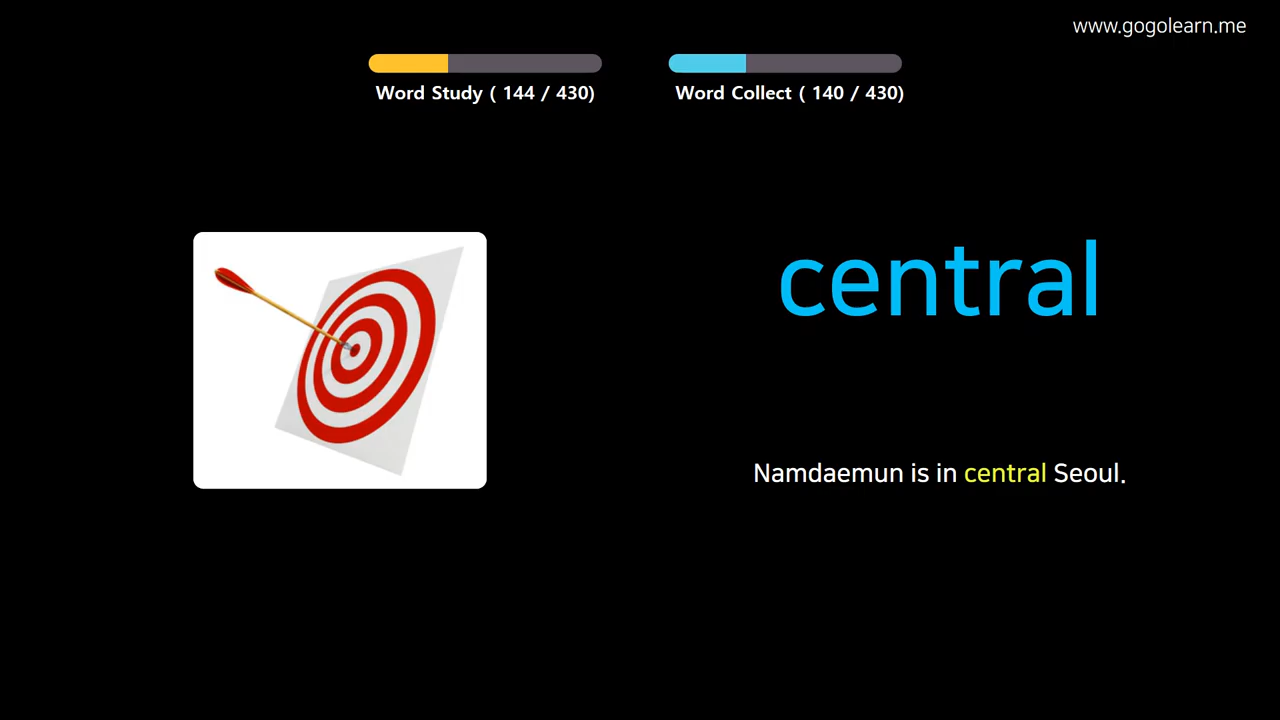 www.gogolearn.me
Word Study ( 144 / 430)
Word Collect ( 140 / 430)
central
Namdaemun is in central Seoul.